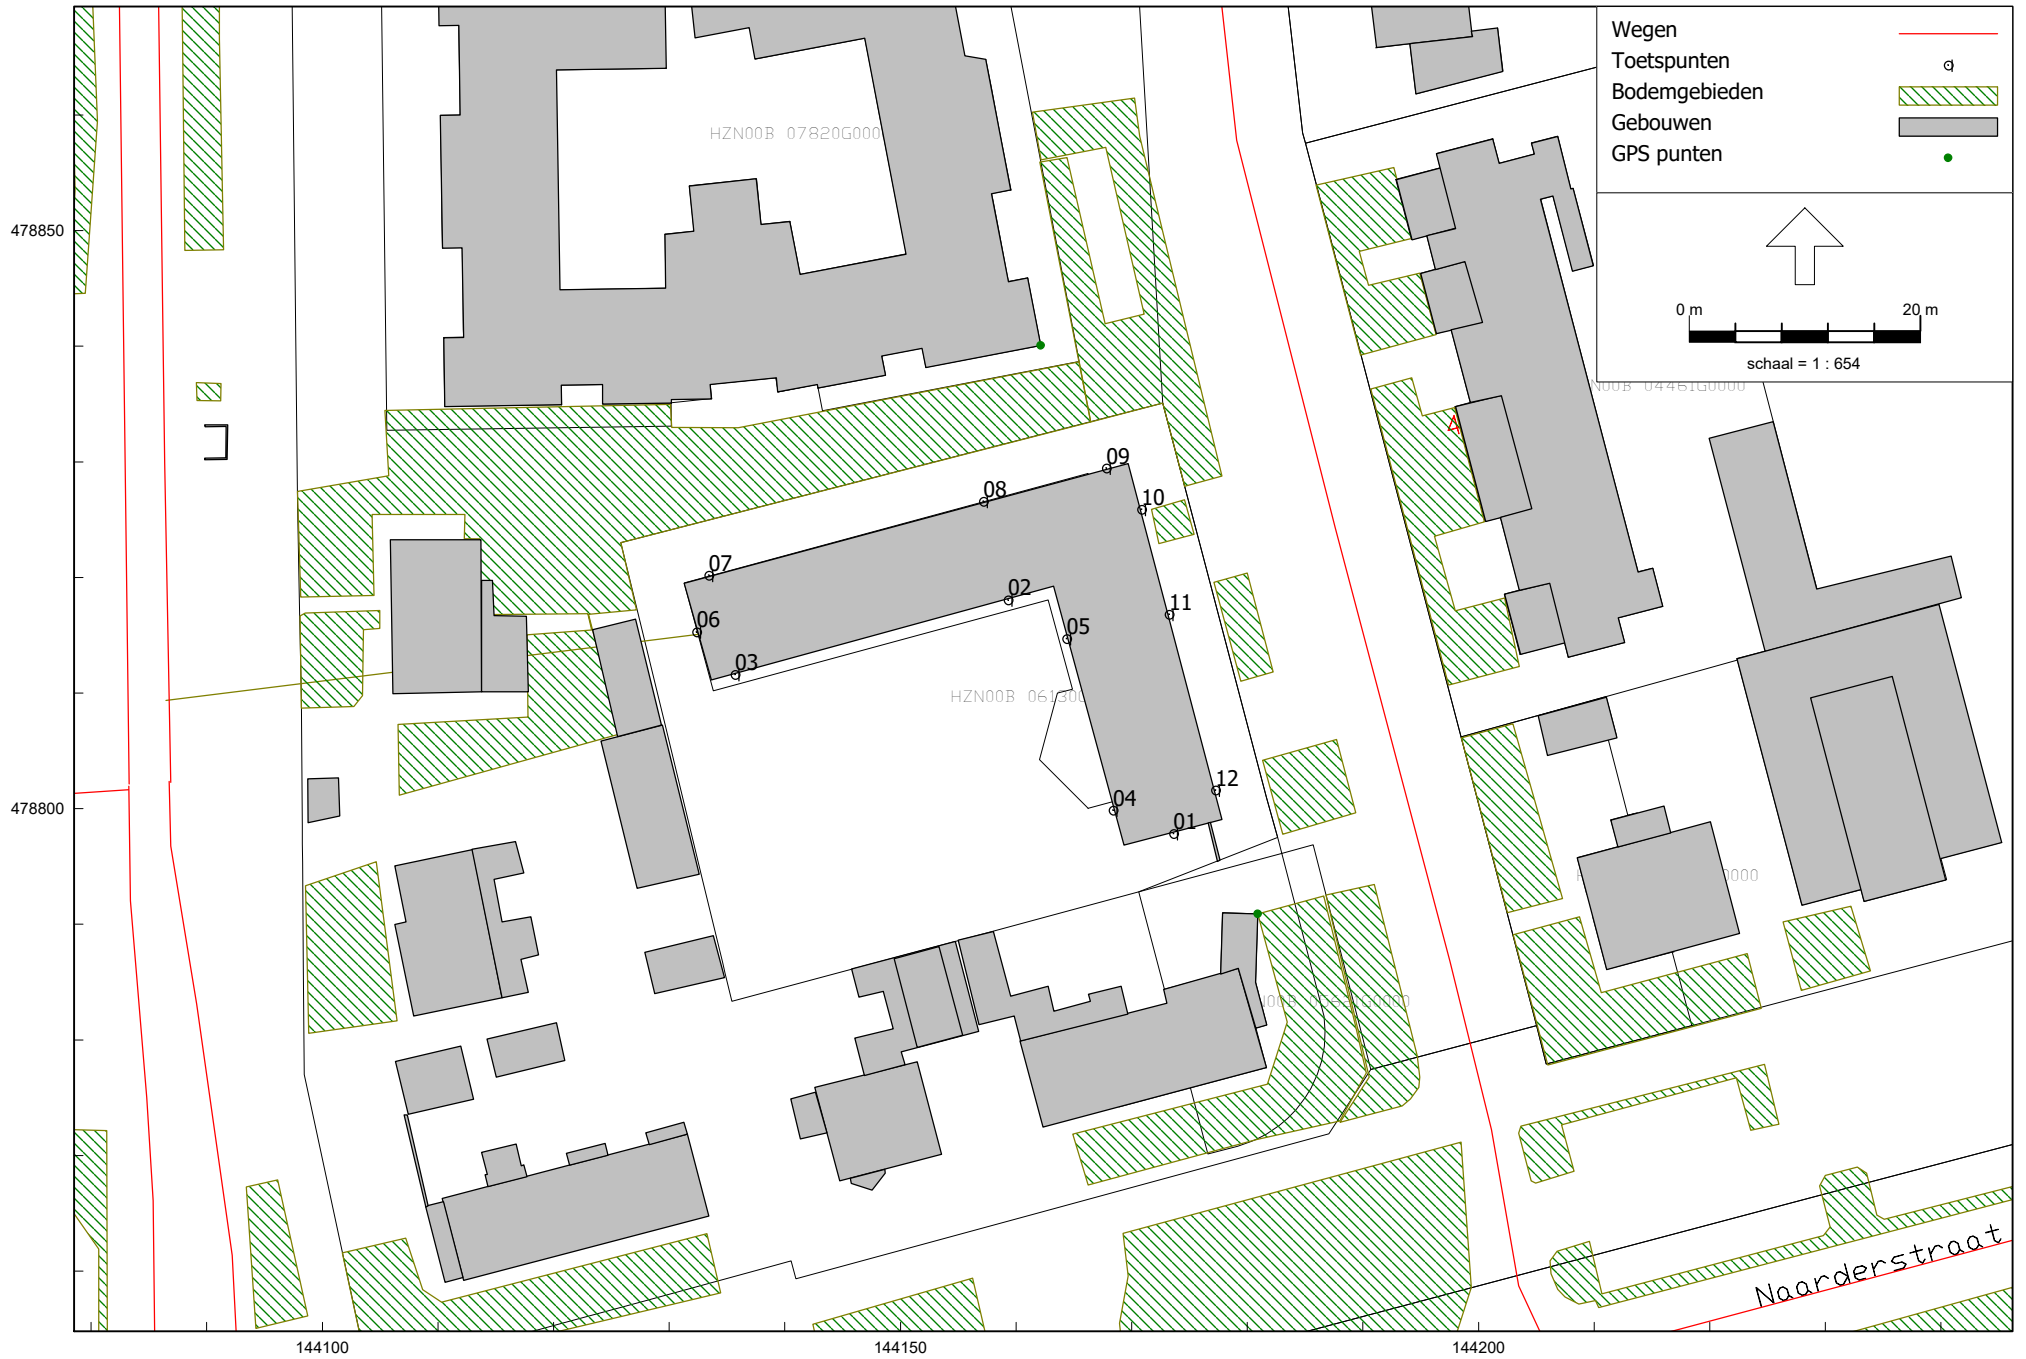 Wegen
Toetspunten
Bodemgebieden
Gebouwen
GPS punten
0 m 20 m
schaal = 1 : 654
HZN00B 07820G000
478850
09
08
10
07
02
11
06
05
03
HZN00B 06130
12
478800
04
01
Naarderstraat
144100 144150 144200